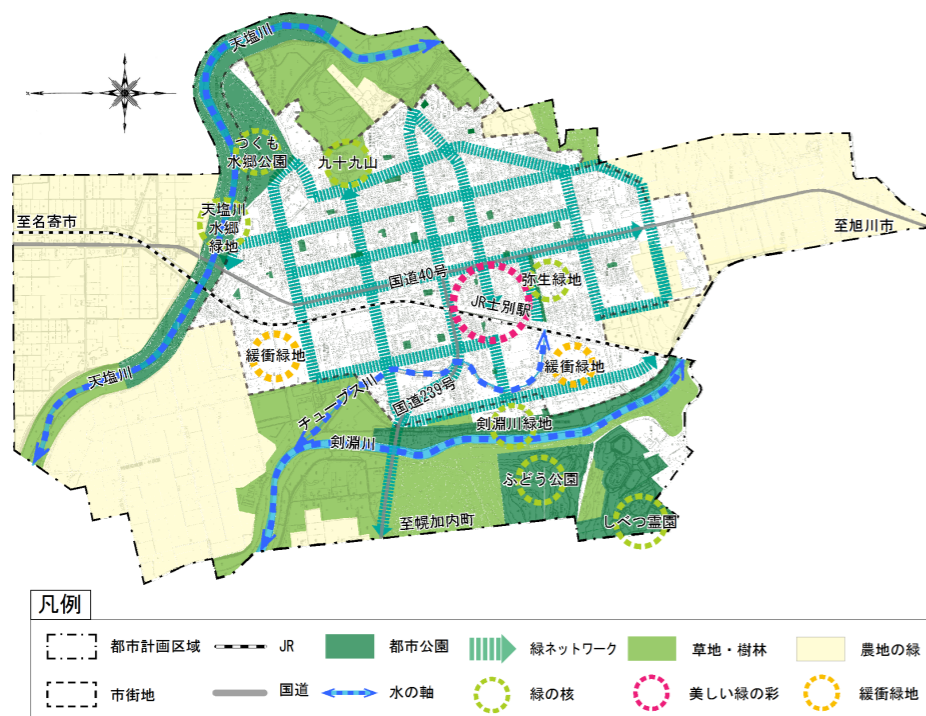 天塩川
つくも
水郷公園
九十九山
天塩川
水郷
緑地
至名寄市
至旭川市
国道40号
弥生緑地
JR士別駅
緩衝緑地
緩衝緑地
天塩川
チューブス川
国道239号
剣淵川緑地
剣淵川
ふどう公園
至幌加内町
しべつ霊園
凡例
都市計画区域
JR
都市公園
緑ネットワーク
草地・樹林
農地の緑
市街地
国道
水の軸
緑の核
美しい緑の彩
緩衝緑地